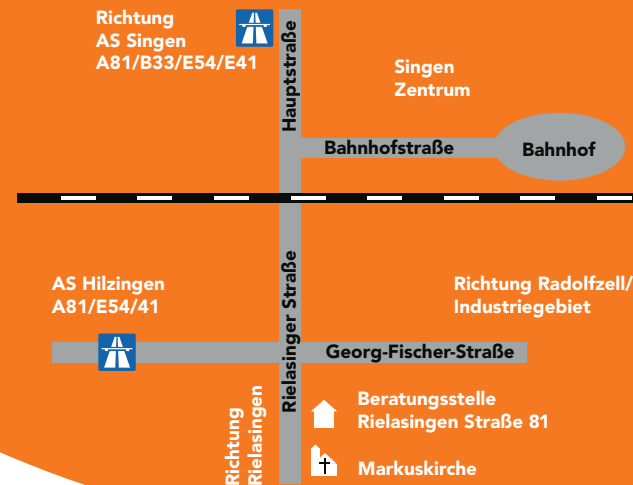 Richtung
AS Singen
A81/B33/E54/E41
Hauptstraße
Singen
Zentrum
Bahnhofstraße
Bahnhof
AS Hilzingen
A81/E54/41
Rielasinger Straße
Richtung Radolfzell/
Industriegebiet
Georg-Fischer-Straße
Richtung
Rielasingen
Beratungsstelle
Rielasingen Straße 81
Markuskirche